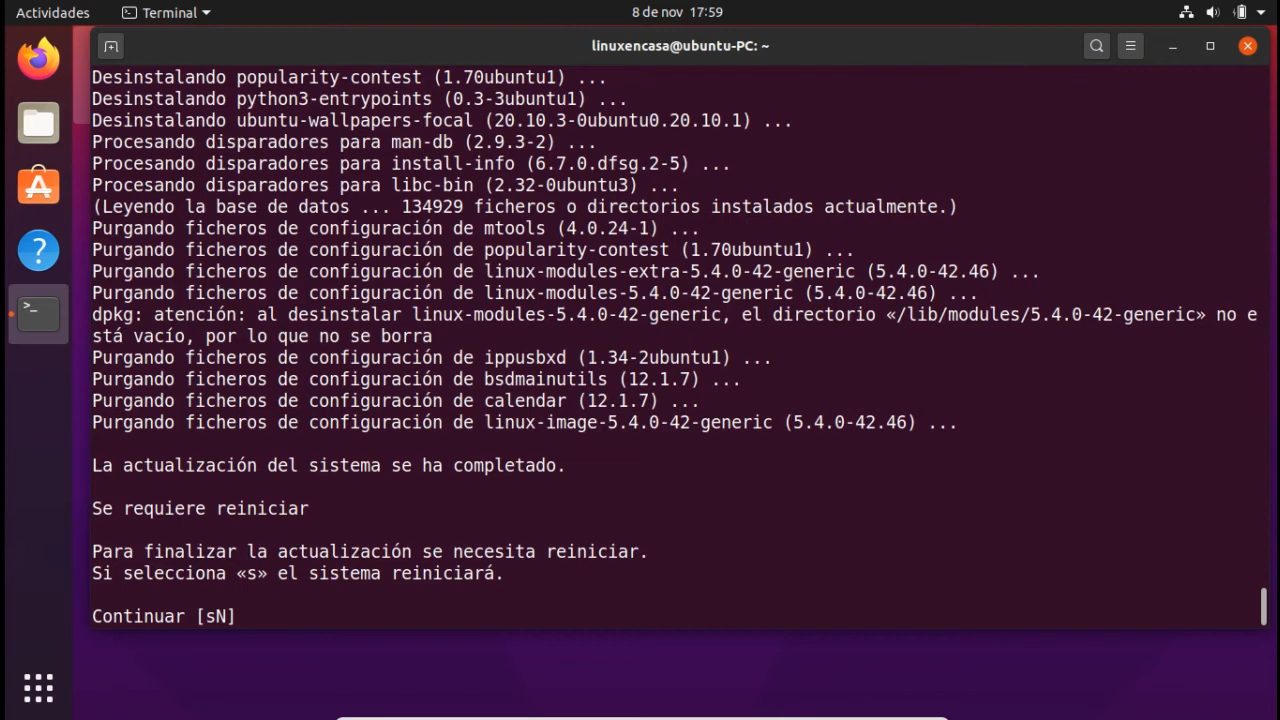 Actividades
Terminal
8 de nov 17:59
linuxencasa@ubuntu-PC: ~
Desinstalando popularity-contest (1.70ubuntu1) ...
Desinstalando python3-entrypoints (0.3-3ubuntu1) ...
Desinstalando ubuntu-wallpapers-focal (20.10.3-0ubuntu0.20.10.1) ...
Procesando disparadores para man-db (2.9.3-2) ...
Procesando disparadores para install-info (6.7.0.dfsg.2-5) ...
Procesando disparadores para libc-bin (2.32-0ubuntu3) ...
(Leyendo la base de datos ... 134929 ficheros o directorios instalados actualmente.)
Purgando ficheros de configuración de mtools (4.0.24-1) ...
Purgando ficheros de configuración de popularity-contest (1.70ubuntu1) ...
Purgando ficheros de configuración de linux-modules-extra-5.4.0-42-generic (5.4.0-42.46) ...
Purgando ficheros de configuración de linux-modules-5.4.0-42-generic (5.4.0-42.46) ...
dpkg: atención: al desinstalar linux-modules-5.4.0-42-generic, el directorio «/lib/modules/5.4.0-42-generic» no e
stá vacío, por lo que no se borra
Purgando ficheros de configuración de ippusbxd (1.34-2ubuntu1) ...
Purgando ficheros de configuración de bsdmainutils (12.1.7) ...
Purgando ficheros de configuración de calendar (12.1.7) ...
Purgando ficheros de configuración de linux-image-5.4.0-42-generic (5.4.0-42.46) ...
La actualización del sistema se ha completado.
Se requiere reiniciar
Para finalizar la actualización se necesita reiniciar.
Si selecciona «s» el sistema reiniciará.
Continuar [sN]